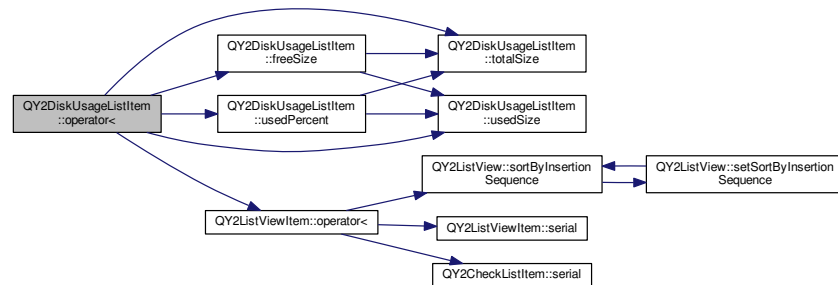 QY2DiskUsageListItem
::operator<
QY2DiskUsageListItem
::freeSize
QY2DiskUsageListItem
::usedPercent
QY2DiskUsageListItem
::totalSize
QY2DiskUsageListItem
::usedSize
QY2ListViewItem::operator<
QY2ListView::sortByInsertion
Sequence
QY2ListView::setSortByInsertion
Sequence
QY2ListViewItem::serial
QY2CheckListItem::serial